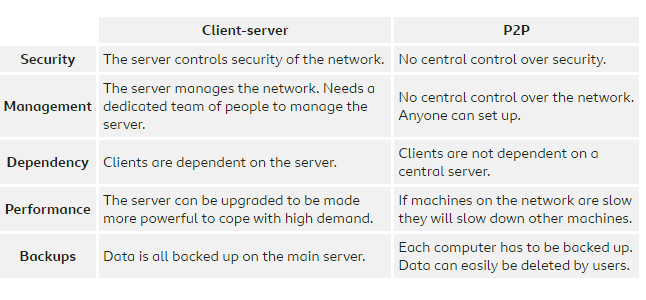 Client-server P2P
Security The server controls security of the network. No central control over security.
Management The server manages the network. Needs a dedicated team of people to manage the server. No central control over the network. Anyone can set up.
Dependency Clients are dependent on the server. Clients are not dependent on a central server.
Performance The server can be upgraded to be made more powerful to cope with high demand. If machines on the network are slow they will slow down other machines.
Backups Data is all backed up on the main server. Each computer has to be backed up. Data can easily be deleted by users.